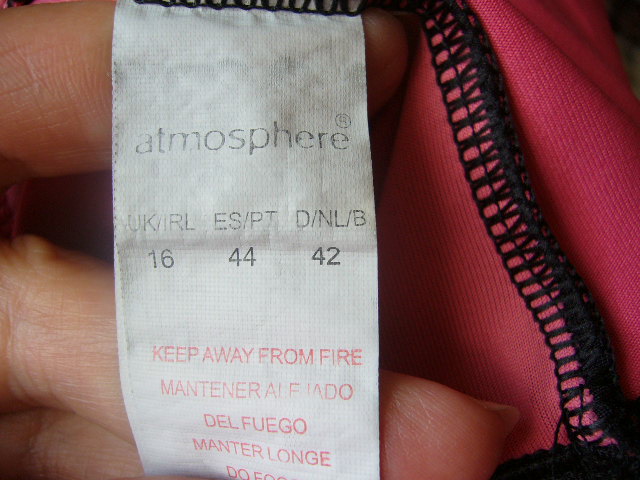 atmosphere®
UK/IRL ES/PT D/NL/B
16 44 42
KEEP AWAY FROM FIRE
MANTENER ALEJADO
DEL FUEGO
MANTER LONGE
DO